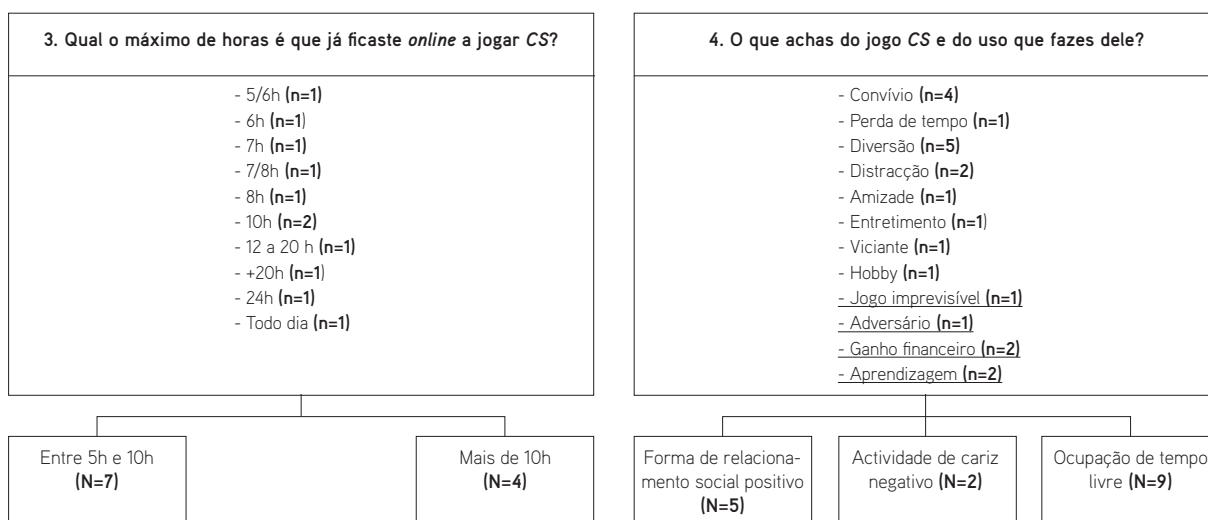 3. Qual o máximo de horas é que já ficaste online a jogar CS?
- 5/6h (n=1)
- 6h (n=1)
- 7h (n=1)
- 7/8h (n=1)
- 8h (n=1)
- 10h (n=2)
- 12 a 20 h (n=1)
- +20h (n=1)
- 24h (n=1)
- Todo dia (n=1)
Entre 5h e 10h
(N=7)
Mais de 10h
(N=4)
4. O que achas do jogo CS e do uso que fazes dele?
- Convívio (n=4)
- Perda de tempo (n=1)
- Diversão (n=5)
- Distracção (n=2)
- Amizade (n=1)
- Entretimento (n=1)
- Viciante (n=1)
- Hobby (n=1)
- Jogo imprevisível (n=1)
- Adversário (n=1)
- Ganho financeiro (n=2)
- Aprendizagem (n=2)
Forma de relaciona-
mento social positivo
(N=5)
Actividade de cariz
negativo (N=2)
Ocupação de tempo
livre (N=9)